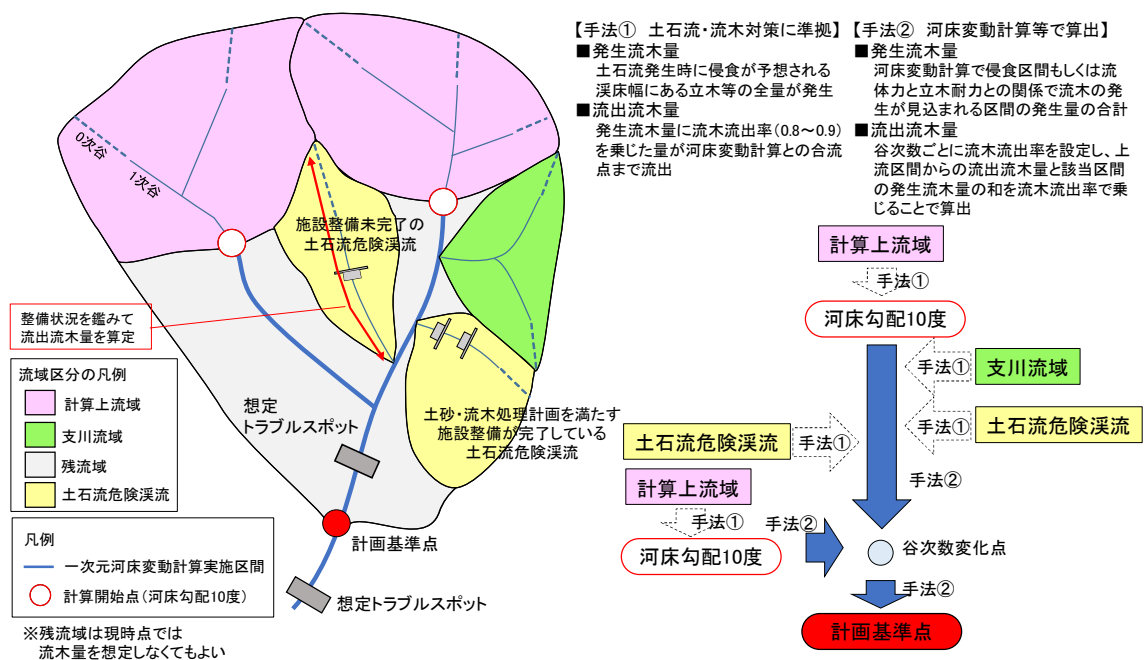 【手法① 土石流・流木対策に準拠】
■発生流木量
土石流発生時に侵食が予想される
渓床幅にある立木等の全量が発生
■流出流木量
発生流木量に流木流出率(0.8～0.9)
を乗じた量が河床変動計算との合流
点まで流出
【手法② 河床変動計算等で算出】
■発生流木量
河床変動計算で侵食区間もしくは流
体力と立木耐力との関係で流木の発
生が見込まれる区間の発生量の合計
■流出流木量
谷次数ごとに流木流出率を設定し、上
流区間からの流出流木量と該当区間
の発生流木量の和を流木流出率で乗
じることで算出
0次谷
1次谷
施設整備未完了の
土石流危険渓流
整備状況を鑑みて
流出流木量を算定
流域区分の凡例
計算上流域
支川流域
残流域
土石流危険渓流
想定
トラブルスポット
土砂・流木処理計画を満たす
施設整備が完了している
土石流危険渓流
計画基準点
想定トラブルスポット
凡例
一次元河床変動計算実施区間
計算開始点(河床勾配10度)
※残流域は現時点では
流木量を想定しなくてもよい
計算上流域
手法①
河床勾配10度
手法①
支川流域
手法①
土石流危険渓流
土石流危険渓流
手法①
手法②
計算上流域
手法①
手法②
河床勾配10度
谷次数変化点
手法②
計画基準点